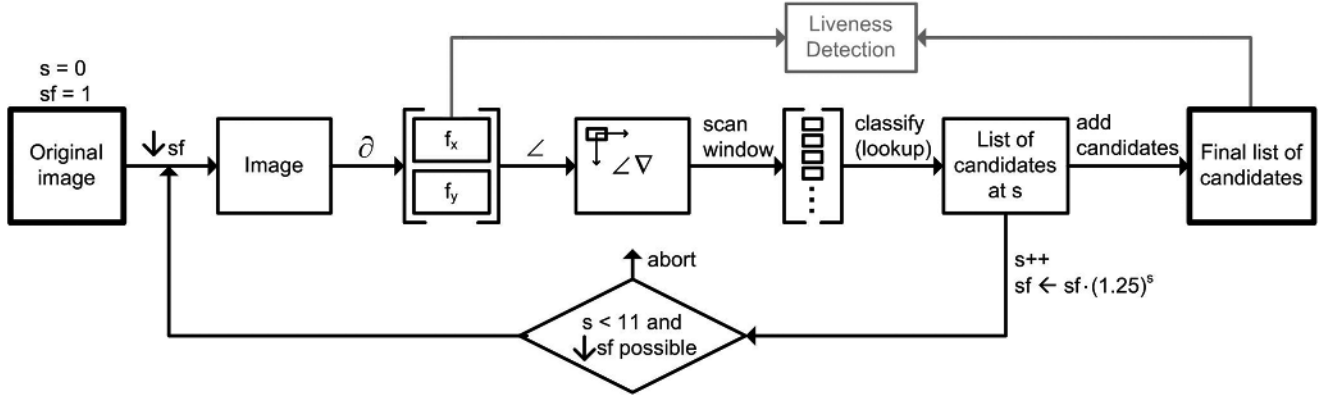 Liveness
Detection
s = 0
sf = 1
Original
image
↓ sf
Image
∂
f_x
f_y
∠
∠ ∇
scan
window
classify
(lookup)
List of
candidates
at s
add
candidates
Final list of
candidates
abort
s++
sf ← sf·(1.25)^s
s < 11 and
↓ sf possible